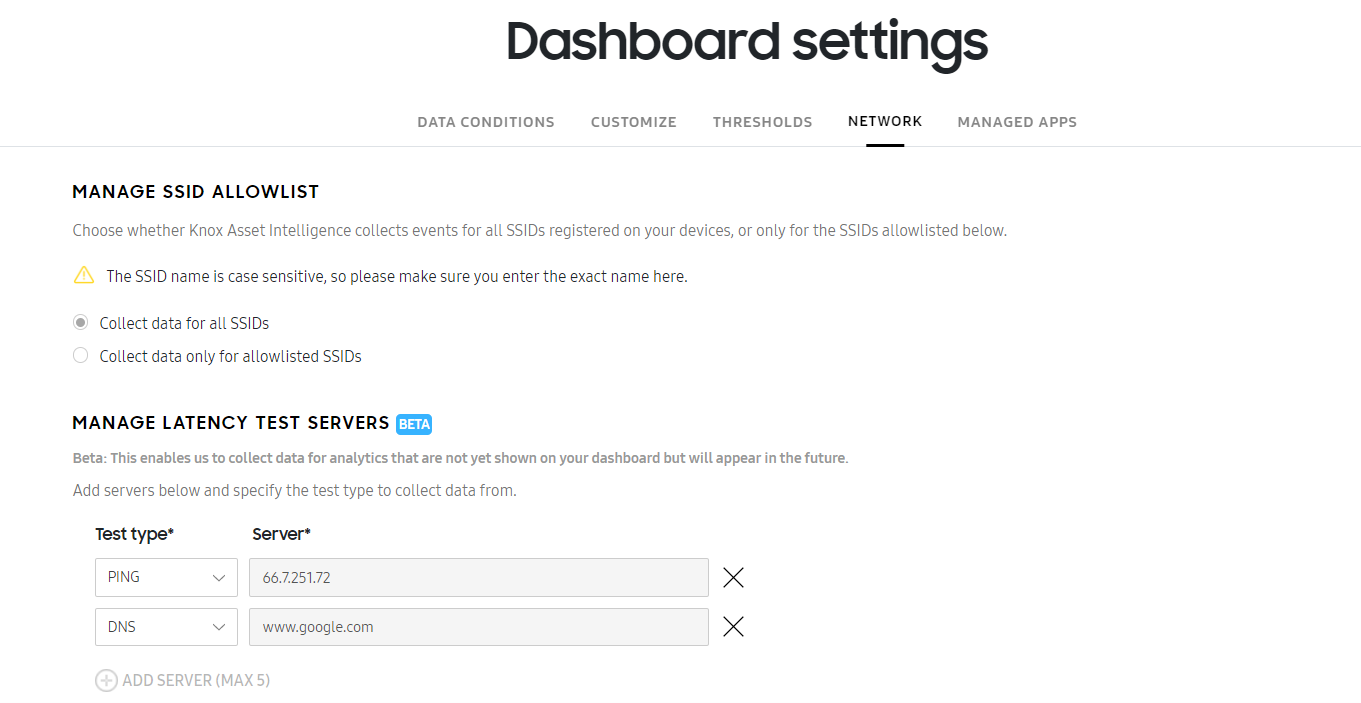 Dashboard settings
DATA CONDITIONS CUSTOMIZE THRESHOLDS NETWORK MANAGED APPS
MANAGE SSID ALLOWLIST
Choose whether Knox Asset Intelligence collects events for all SSIDs registered on your devices, or only for the SSIDs allowlisted below.
The SSID name is case sensitive, so please make sure you enter the exact name here.
Collect data for all SSIDs
Collect data only for allowlisted SSIDs
MANAGE LATENCY TEST SERVERS BETA
Beta: This enables us to collect data for analytics that are not yet shown on your dashboard but will appear in the future.
Add servers below and specify the test type to collect data from.
Test type* Server*
PING 66.7.251.72
DNS www.google.com
ADD SERVER (MAX 5)